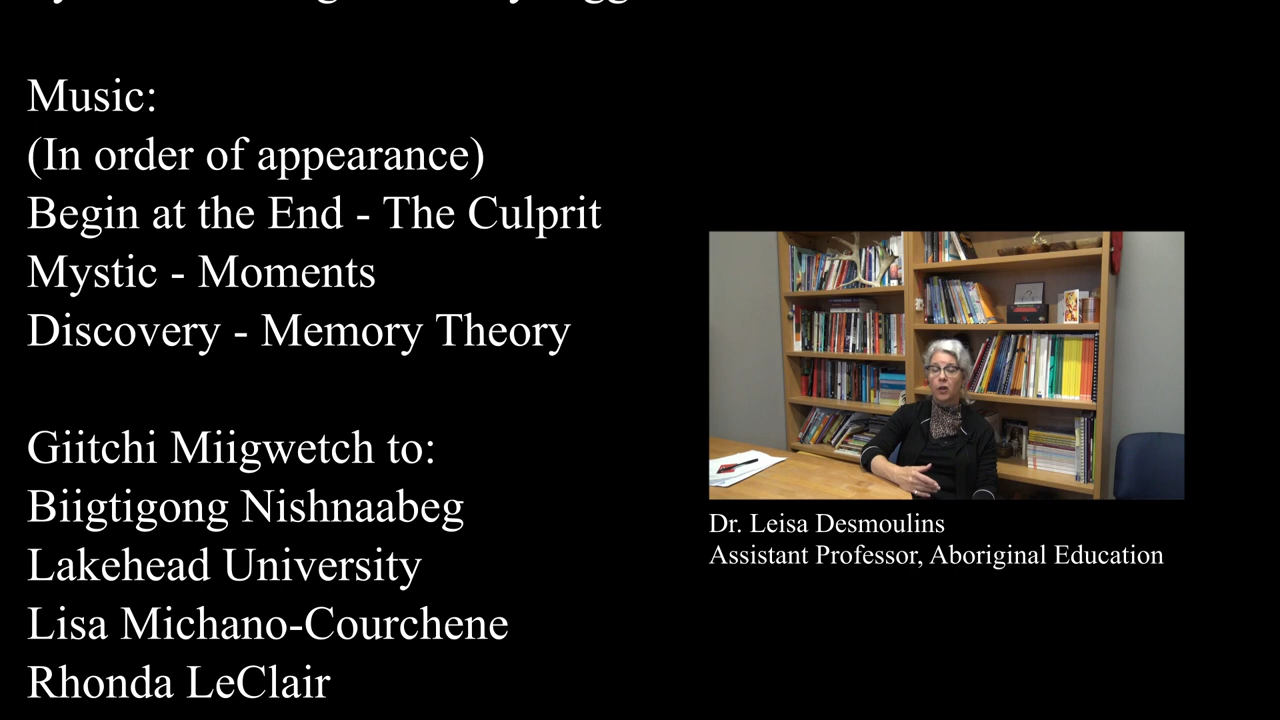 Music:
(In order of appearance)
Begin at the End - The Culprit
Mystic - Moments
Discovery - Memory Theory
Giitchi Miigwetch to:
Biigtigong Nishnaabeg
Lakehead University
Lisa Michano-Courchene
Rhonda LeClair
Dr. Leisa Desmoulins
Assistant Professor, Aboriginal Education